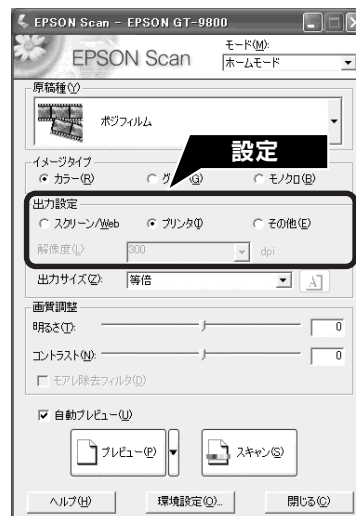 EPSON Scan - EPSON GT-9800
EPSON Scan
モード(M):
ホームモード
原稿種(Y)
ポジフィルム
設定
イメージタイプ
カラー(R) グ (G) モノクロ(B)
出力設定
スクリーン/Web プリンタ(I) その他(E)
解像度(L): 300 dpi
出力サイズ(Z): 等倍 A
画質調整
明るさ(T): 0
コントラスト(N): 0
モアレ除去フィルタ(D)
自動プレビュー(U)
プレビュー(P) スキャン(S)
ヘルプ(H) 環境設定(O)... 閉じる(C)